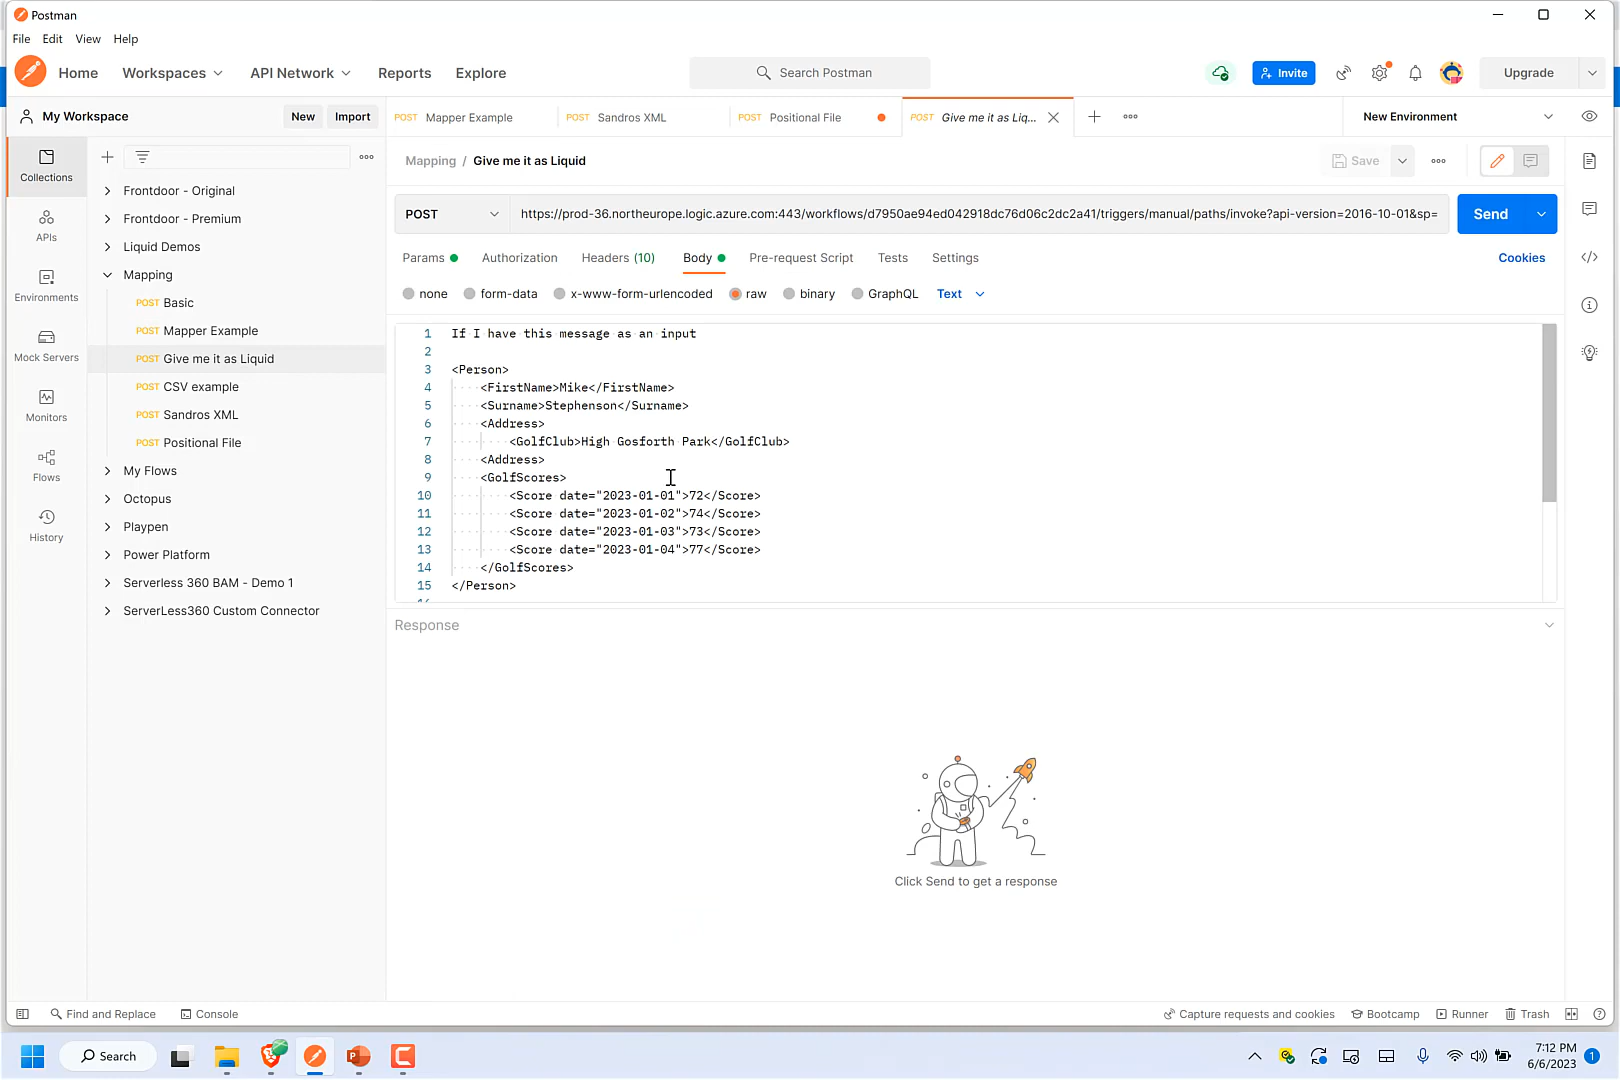 Postman
File Edit View Help
Home Workspaces API Network Reports Explore Search Postman Invite Upgrade
My Workspace New Import
POST Mapper Example POST Sandros XML POST Positional File POST Give me it as Liq... New Environment
Collections
APIs
Environments
Mock Servers
Monitors
Flows
History
Frontdoor - Original
Frontdoor - Premium
Liquid Demos
Mapping
POST Basic
POST Mapper Example
POST Give me it as Liquid
POST CSV example
POST Sandros XML
POST Positional File
My Flows
Octopus
Playpen
Power Platform
Serverless 360 BAM - Demo 1
ServerLess360 Custom Connector
Mapping / Give me it as Liquid Save
POST https://prod-36.northeurope.logic.azure.com:443/workflows/d7950ae94ed042918dc76d06c2dc2a41/triggers/manual/paths/invoke?api-version=2016-10-01&sp= Send
Params Authorization Headers (10) Body Pre-request Script Tests Settings Cookies
none form-data x-www-form-urlencoded raw binary GraphQL Text
1 If I have this message as an input
2
3 <Person>
4 <FirstName>Mike</FirstName>
5 <Surname>Stephenson</Surname>
6 <Address>
7 <GolfClub>High Gosforth Park</GolfClub>
8 <Address>
9 <GolfScores>
10 <Score date="2023-01-01">72</Score>
11 <Score date="2023-01-02">74</Score>
12 <Score date="2023-01-03">73</Score>
13 <Score date="2023-01-04">77</Score>
14 </GolfScores>
15 </Person>
Response
Click Send to get a response
Find and Replace Console Capture requests and cookies Bootcamp Runner Trash
Search
7:12 PM
6/6/2023
1